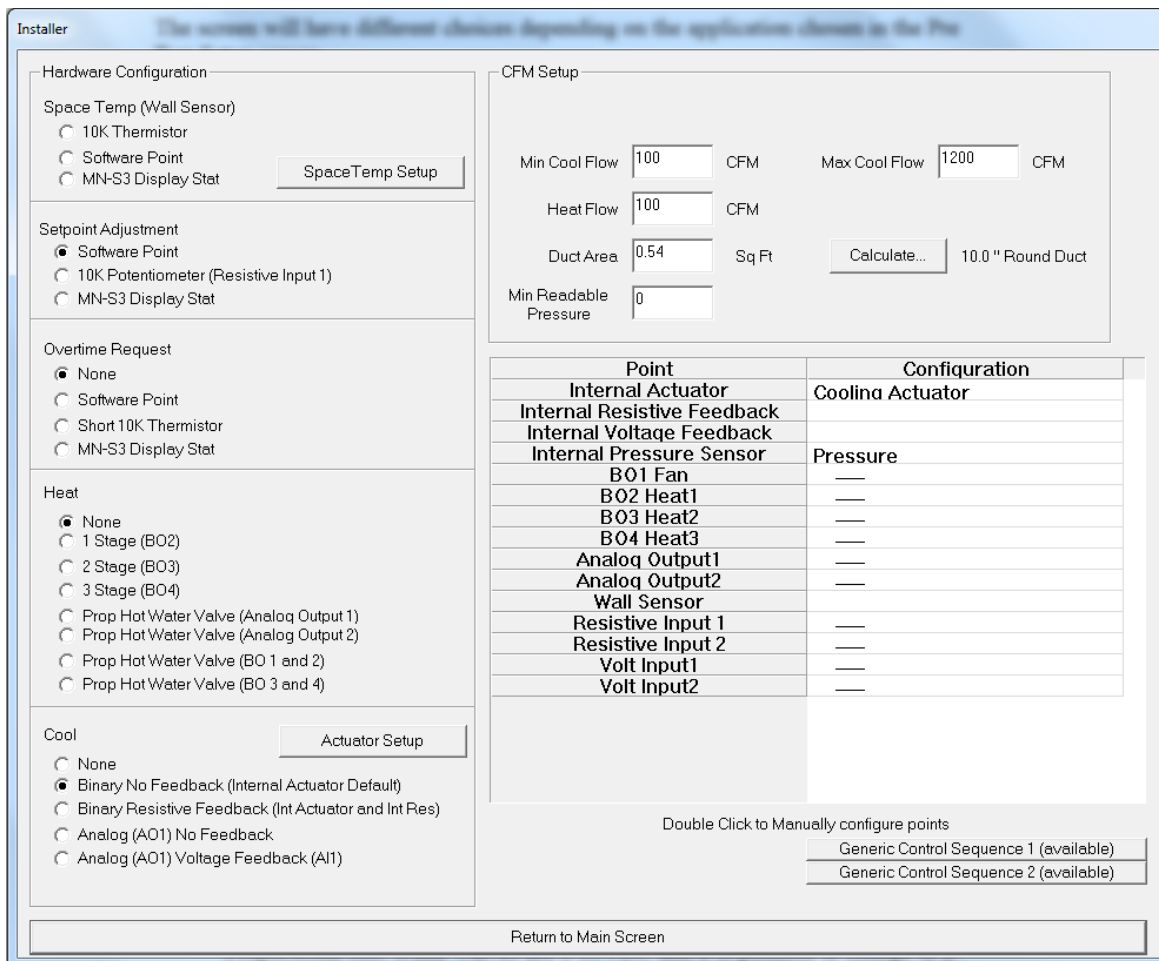 The screen will have different choices depending on the application chosen in the Pre
Installer
Hardware Configuration
Space Temp (Wall Sensor)
10K Thermistor
Software Point
MN-S3 Display Stat
SpaceTemp Setup
Setpoint Adjustment
Software Point
10K Potentiometer (Resistive Input 1)
MN-S3 Display Stat
Overtime Request
None
Software Point
Short 10K Thermistor
MN-S3 Display Stat
Heat
None
1 Stage (BO2)
2 Stage (BO3)
3 Stage (BO4)
Prop Hot Water Valve (Analog Output 1)
Prop Hot Water Valve (Analog Output 2)
Prop Hot Water Valve (BO 1 and 2)
Prop Hot Water Valve (BO 3 and 4)
Cool
Actuator Setup
None
Binary No Feedback (Internal Actuator Default)
Binary Resistive Feedback (Int Actuator and Int Res)
Analog (AO1) No Feedback
Analog (AO1) Voltage Feedback (AI1)
CFM Setup
Min Cool Flow 100 CFM Max Cool Flow 1200 CFM
Heat Flow 100 CFM
Duct Area 0.54 Sq Ft Calculate... 10.0 " Round Duct
Min Readable
Pressure
0
Point Configuration
Internal Actuator Cooling Actuator
Internal Resistive Feedback
Internal Voltage Feedback
Internal Pressure Sensor Pressure
BO1 Fan —
BO2 Heat1 —
BO3 Heat2 —
BO4 Heat3 —
Analog Output1 —
Analog Output2 —
Wall Sensor
Resistive Input 1 —
Resistive Input 2 —
Volt Input1 —
Volt Input2 —
Double Click to Manually configure points
Generic Control Sequence 1 (available)
Generic Control Sequence 2 (available)
Return to Main Screen